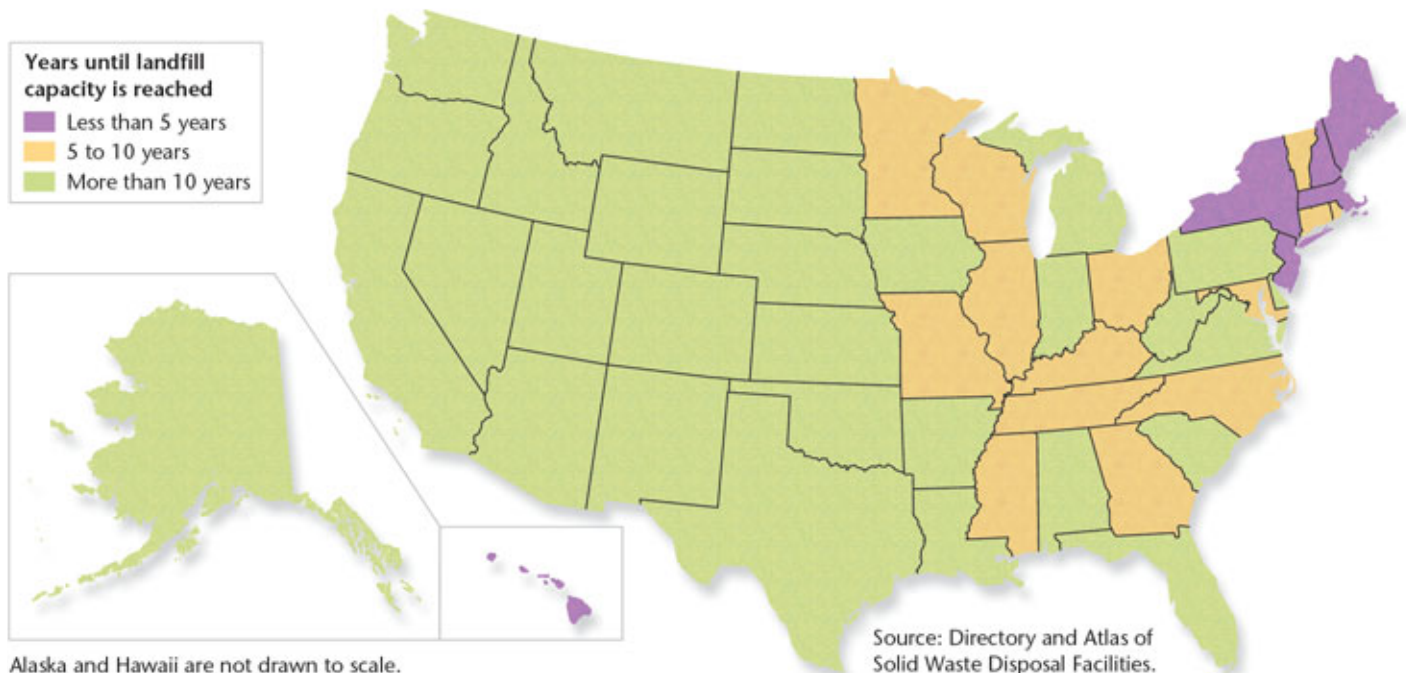 Years until landfill
capacity is reached
Less than 5 years
5 to 10 years
More than 10 years
Alaska and Hawaii are not drawn to scale.
Source: Directory and Atlas of
Solid Waste Disposal Facilities.